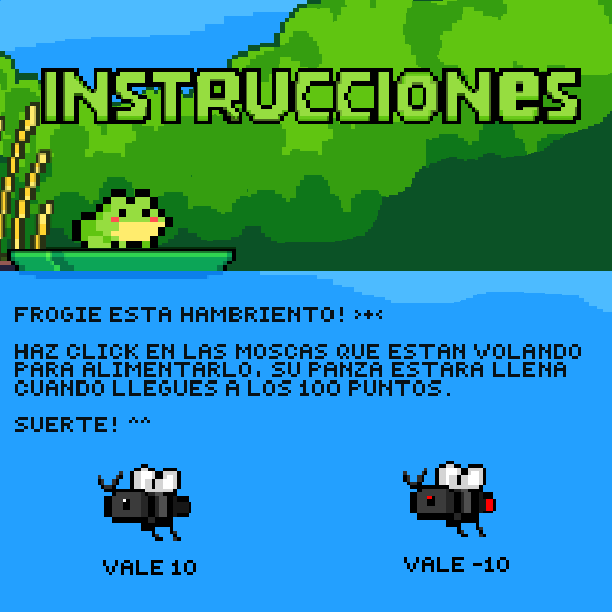 INSTRUCCIONes
FROGIE ESTA HAMBRIENTO! >+<
HAZ CLICK EN LAS MOSCAS QUE ESTAN VOLANDO
PARA ALIMENTARLO. SU PANZA ESTARA LLENA
CUANDO LLEGUES A LOS 100 PUNTOS.
SUERTE! ^^
VALE 10
VALE -10